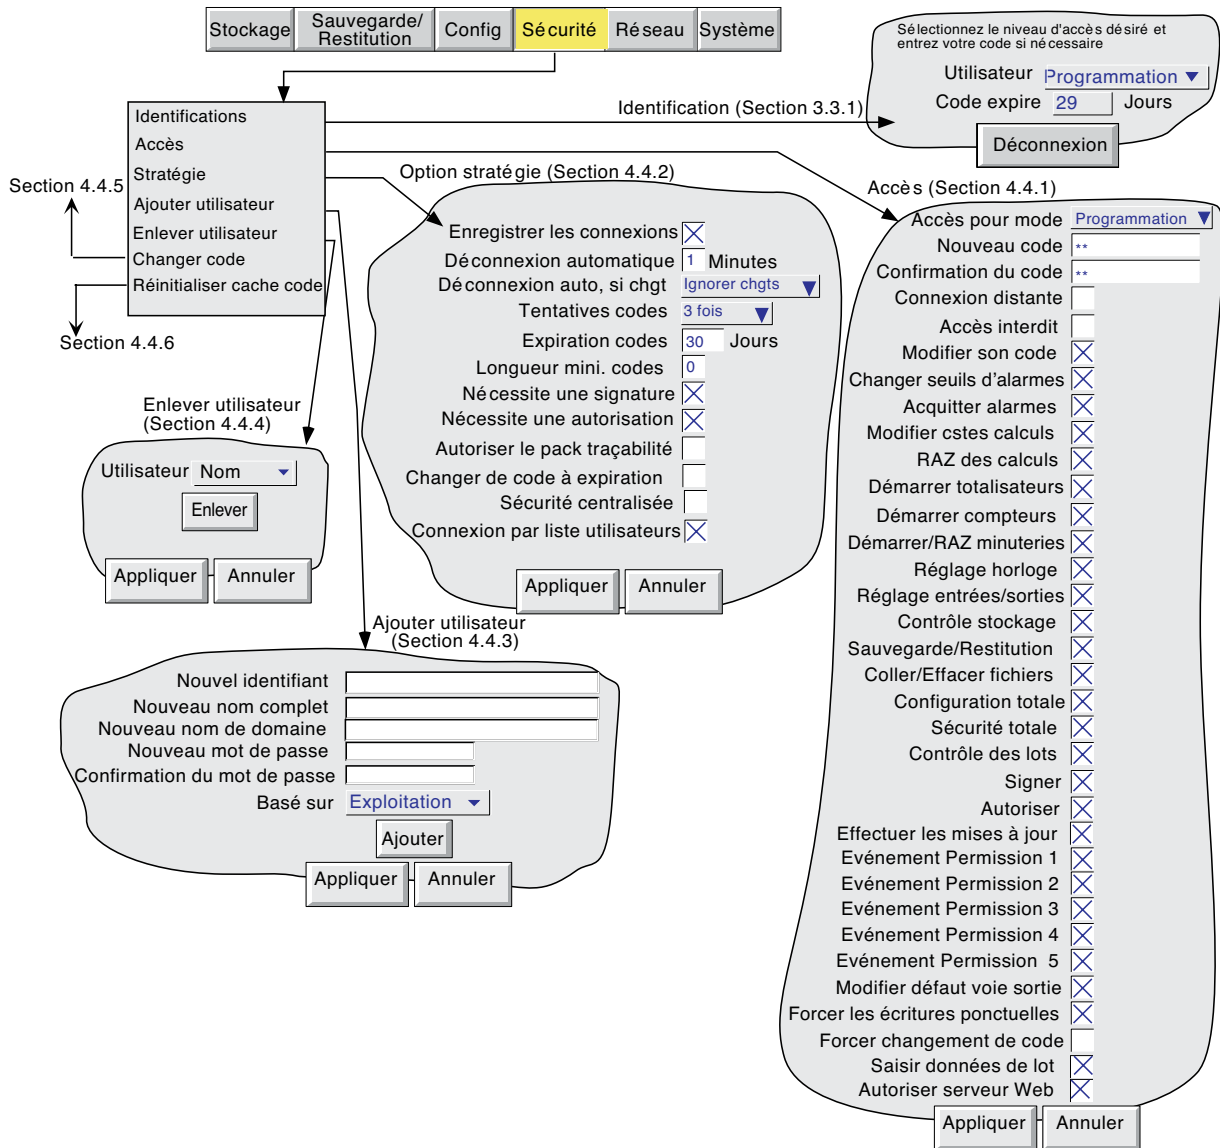 Stockage
Sauvegarde/
Restitution
Config
Sécurité
Réseau
Système
Sélectionnez le niveau d'accès désiré et
entrez votre code si nécessaire
Utilisateur Programmation
Code expire 29 Jours
Déconnexion
Identification (Section 3.3.1)
Identifications
Accès
Stratégie
Ajouter utilisateur
Enlever utilisateur
Changer code
Réinitialiser cache code
Section 4.4.5
Section 4.4.6
Option stratégie (Section 4.4.2)
Enregistrer les connexions
Déconnexion automatique 1 Minutes
Déconnexion auto, si chgt Ignorer chgts
Tentatives codes 3 fois
Expiration codes 30 Jours
Longueur mini. codes 0
Nécessite une signature
Nécessite une autorisation
Autoriser le pack traçabilité
Changer de code à expiration
Sécurité centralisée
Connexion par liste utilisateurs
Appliquer
Annuler
Enlever utilisateur
(Section 4.4.4)
Utilisateur Nom
Enlever
Appliquer
Annuler
Ajouter utilisateur
(Section 4.4.3)
Nouvel identifiant
Nouveau nom complet
Nouveau nom de domaine
Nouveau mot de passe
Confirmation du mot de passe
Basé sur Exploitation
Ajouter
Appliquer
Annuler
Accès (Section 4.4.1)
Accès pour mode Programmation
Nouveau code **
Confirmation du code **
Connexion distante
Accès interdit
Modifier son code
Changer seuils d'alarmes
Acquitter alarmes
Modifier cstes calculs
RAZ des calculs
Démarrer totalisateurs
Démarrer compteurs
Démarrer/RAZ minuteries
Réglage horloge
Réglage entrées/sorties
Contrôle stockage
Sauvegarde/Restitution
Coller/Effacer fichiers
Configuration totale
Sécurité totale
Contrôle des lots
Signer
Autoriser
Effectuer les mises à jour
Evénement Permission 1
Evénement Permission 2
Evénement Permission 3
Evénement Permission 4
Evénement Permission 5
Modifier défaut voie sortie
Forcer les écritures ponctuelles
Forcer changement de code
Saisir données de lot
Autoriser serveur Web
Appliquer
Annuler